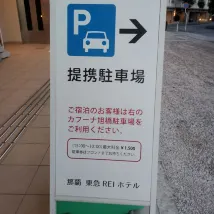 P
提携駐車場
ご宿泊のお客様は右の
カフーナ旭橋駐車場を
ご利用ください。
那覇 東急 REI ホテル